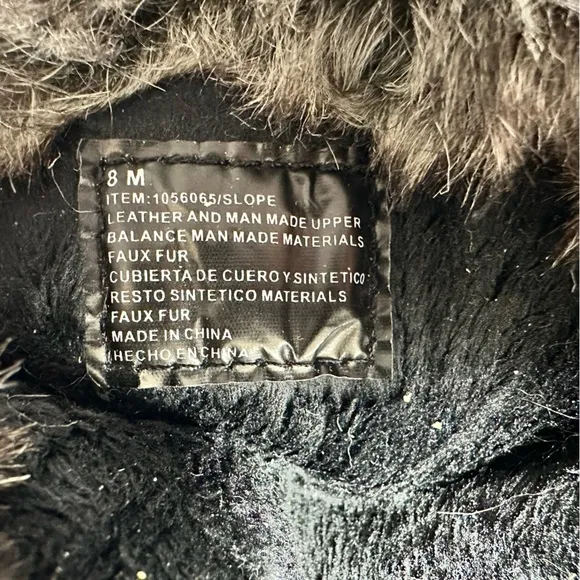 8 M
ITEM:1056065/SLOPE
LEATHER AND MAN MADE UPPER
BALANCE MAN MADE MATERIALS
FAUX FUR
CUBIERTA DE CUERO Y SINTETICO
RESTO SINTETICO MATERIALS
FAUX FUR
MADE IN CHINA
HECHO EN CHINA